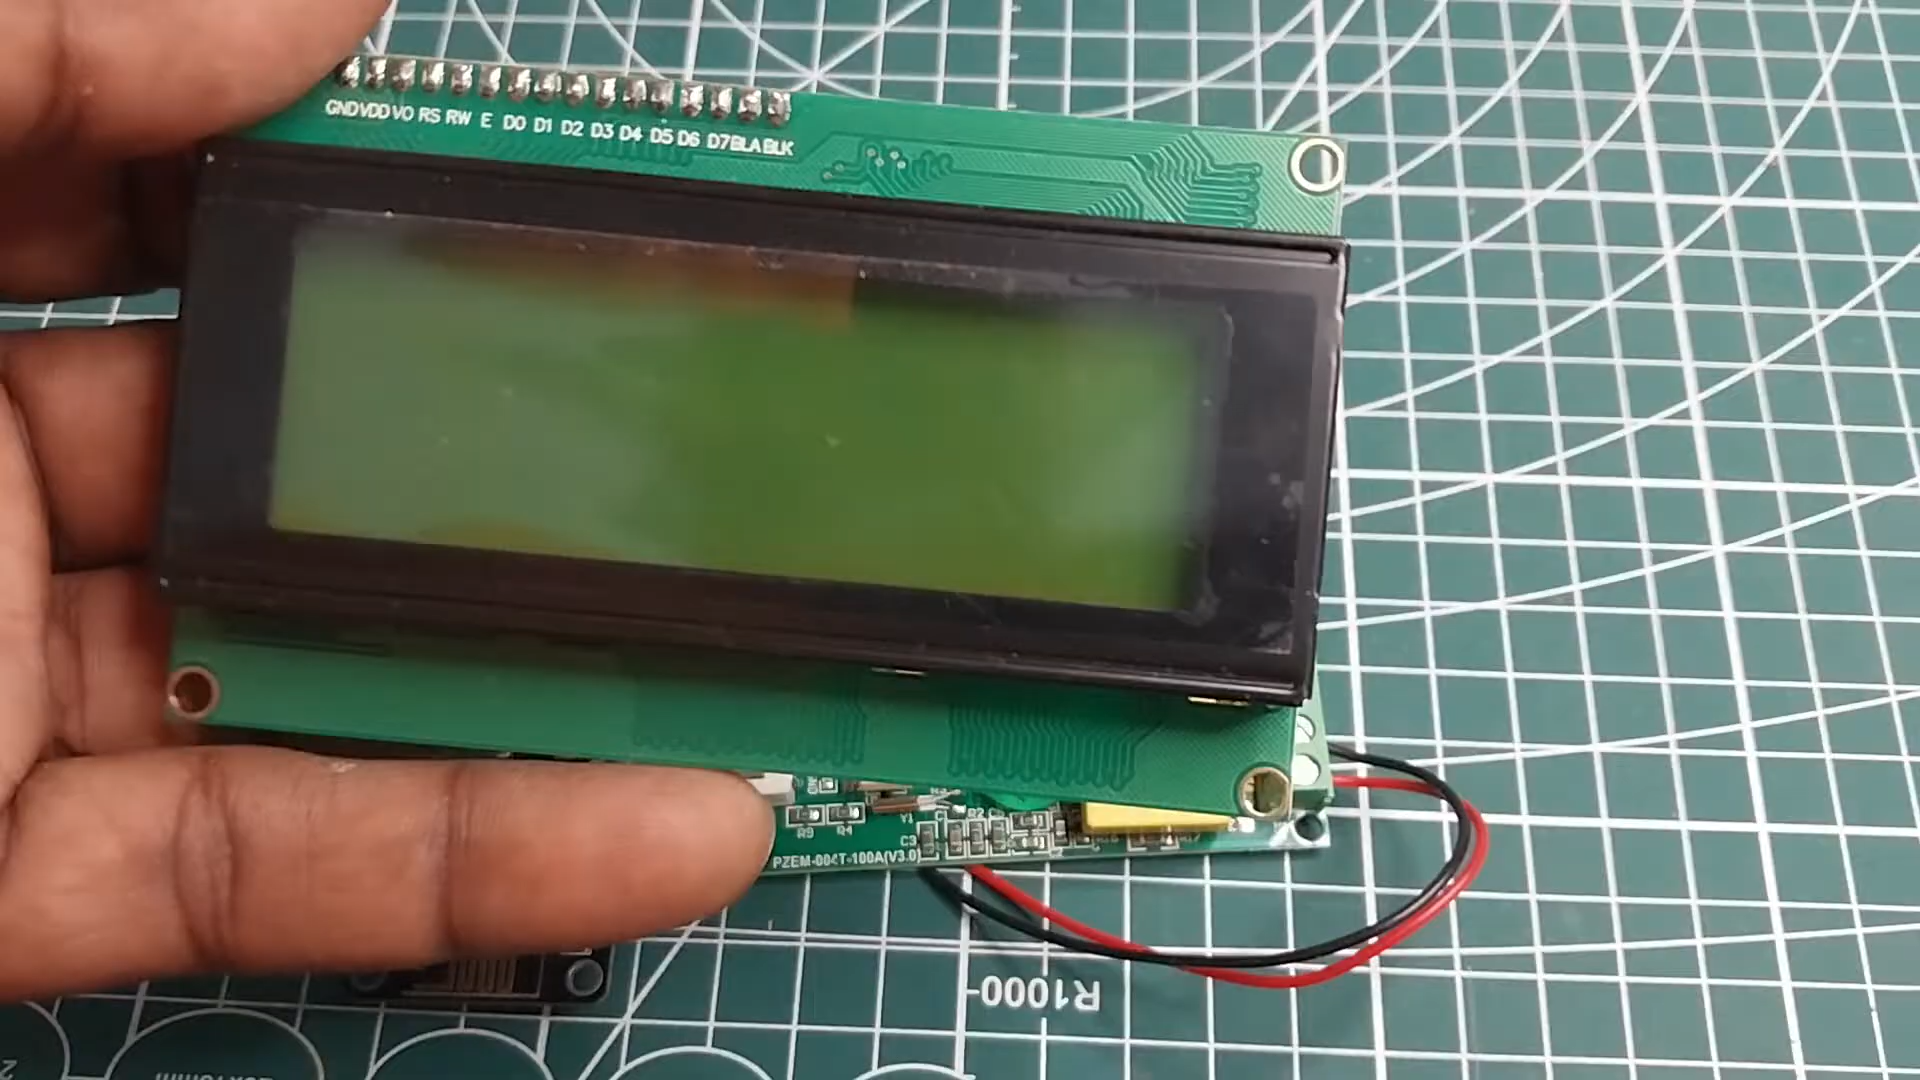 GND VDD VO RS RW E D0 D1 D2 D3 D4 D5 D6 D7 BLA BLK
R9 R4 Y1 R2
C3
PZEM-004T-100A(V3.0)
R1000